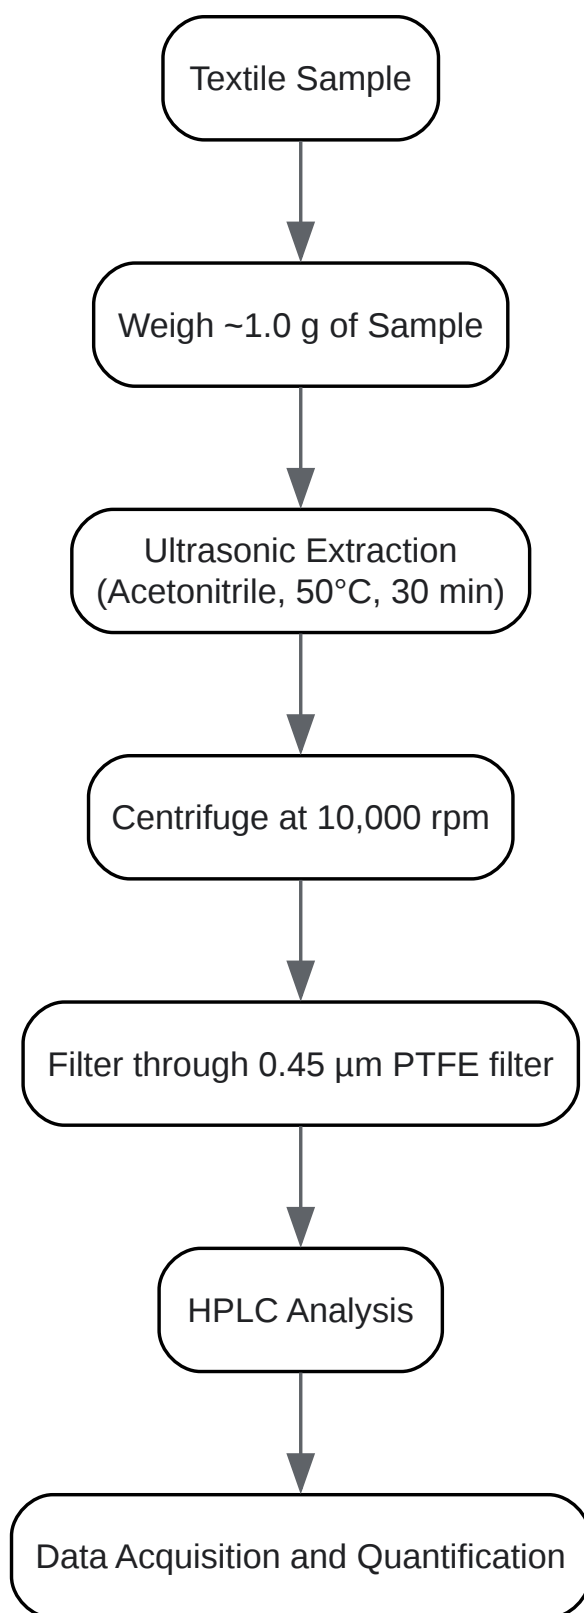 Textile Sample
Weigh ~1.0 g of Sample
Ultrasonic Extraction
(Acetonitrile, 50°C, 30 min)
Centrifuge at 10,000 rpm
Filter through 0.45 µm PTFE filter
HPLC Analysis
Data Acquisition and Quantification